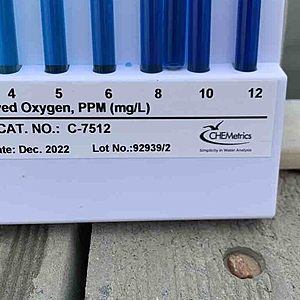 4 5 6 8 10 12
ved Oxygen, PPM (mg/L)
CAT. NO.: C-7512
ate: Dec. 2022 Lot No.:92939/2
CHEMetrics
Simplicity in Water Analysis